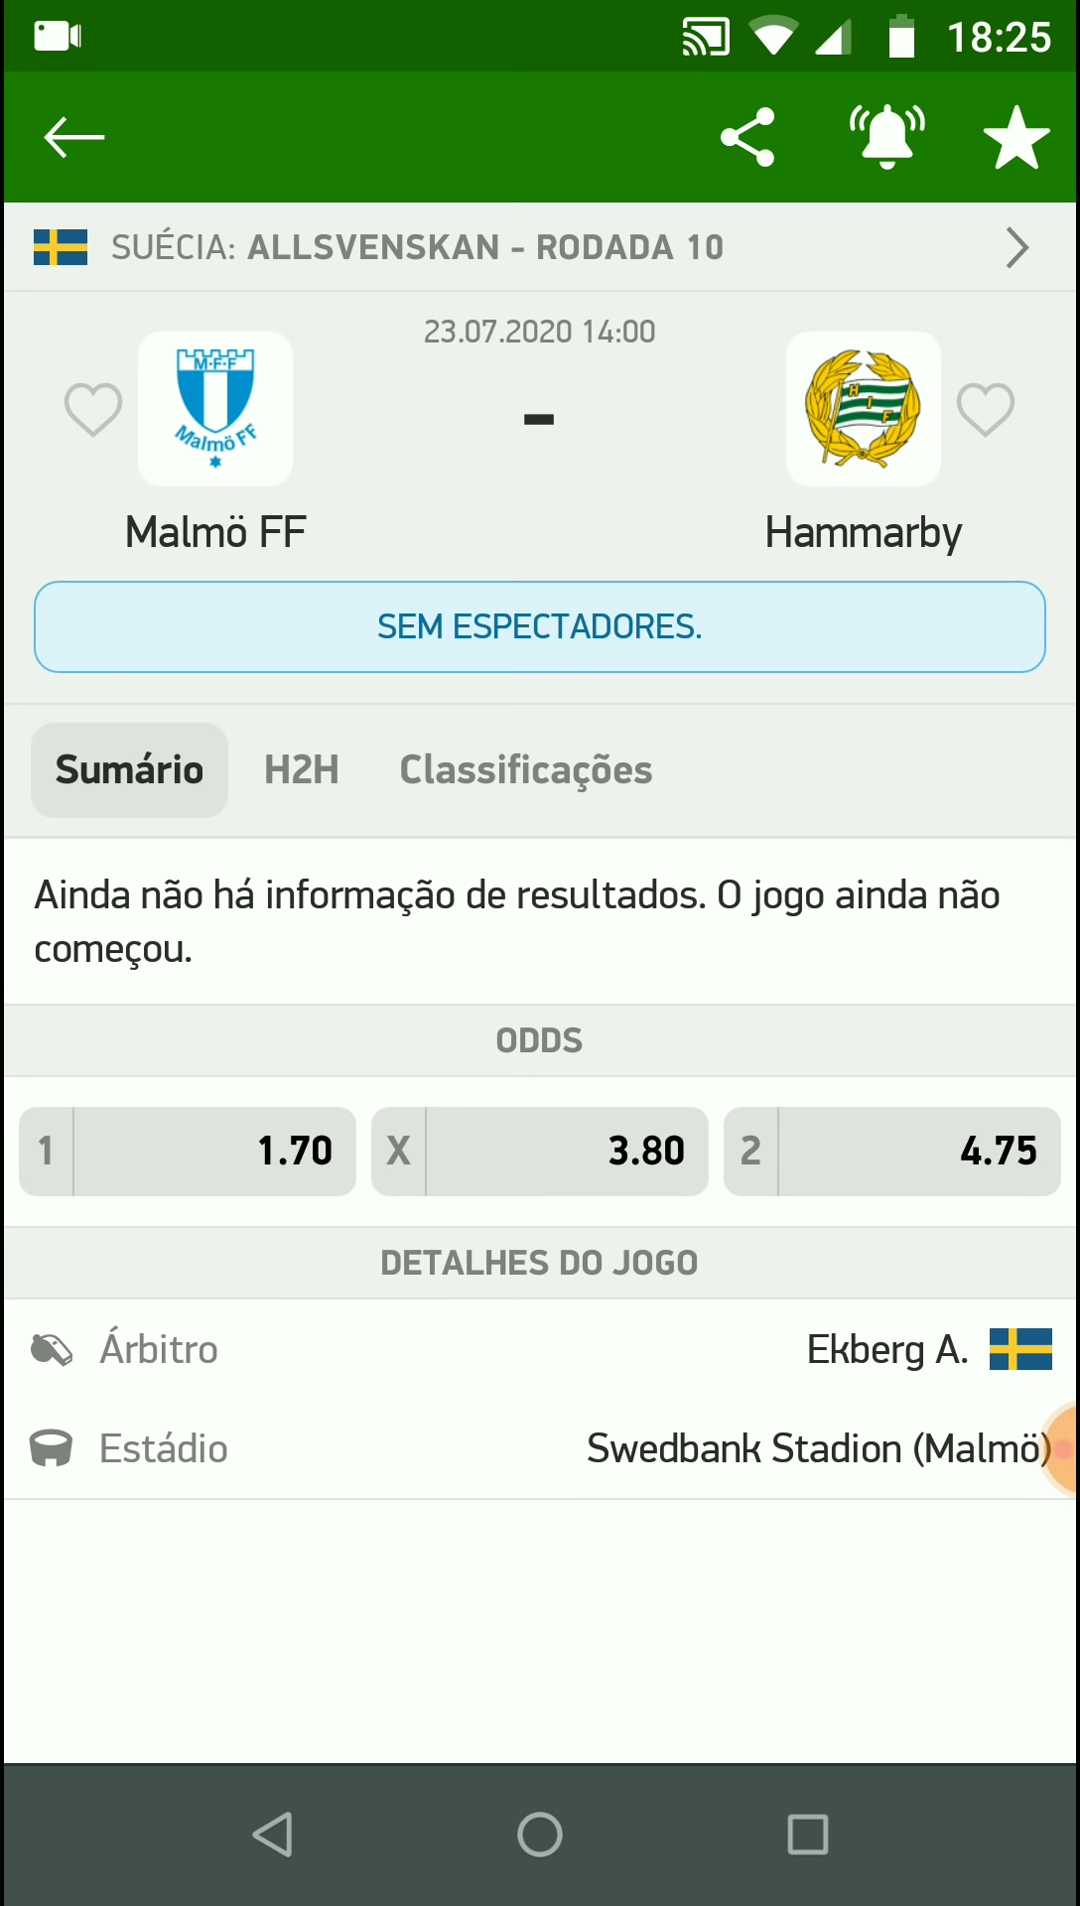 18:25
SUÉCIA: ALLSVENSKAN - RODADA 10
23.07.2020 14:00
M·F·F
Malmö FF
H I F
-
Malmö FF
Hammarby
SEM ESPECTADORES.
Sumário H2H Classificações
Ainda não há informação de resultados. O jogo ainda não
começou.
ODDS
1 1.70 X 3.80 2 4.75
DETALHES DO JOGO
Árbitro Ekberg A.
Estádio Swedbank Stadion (Malmö)